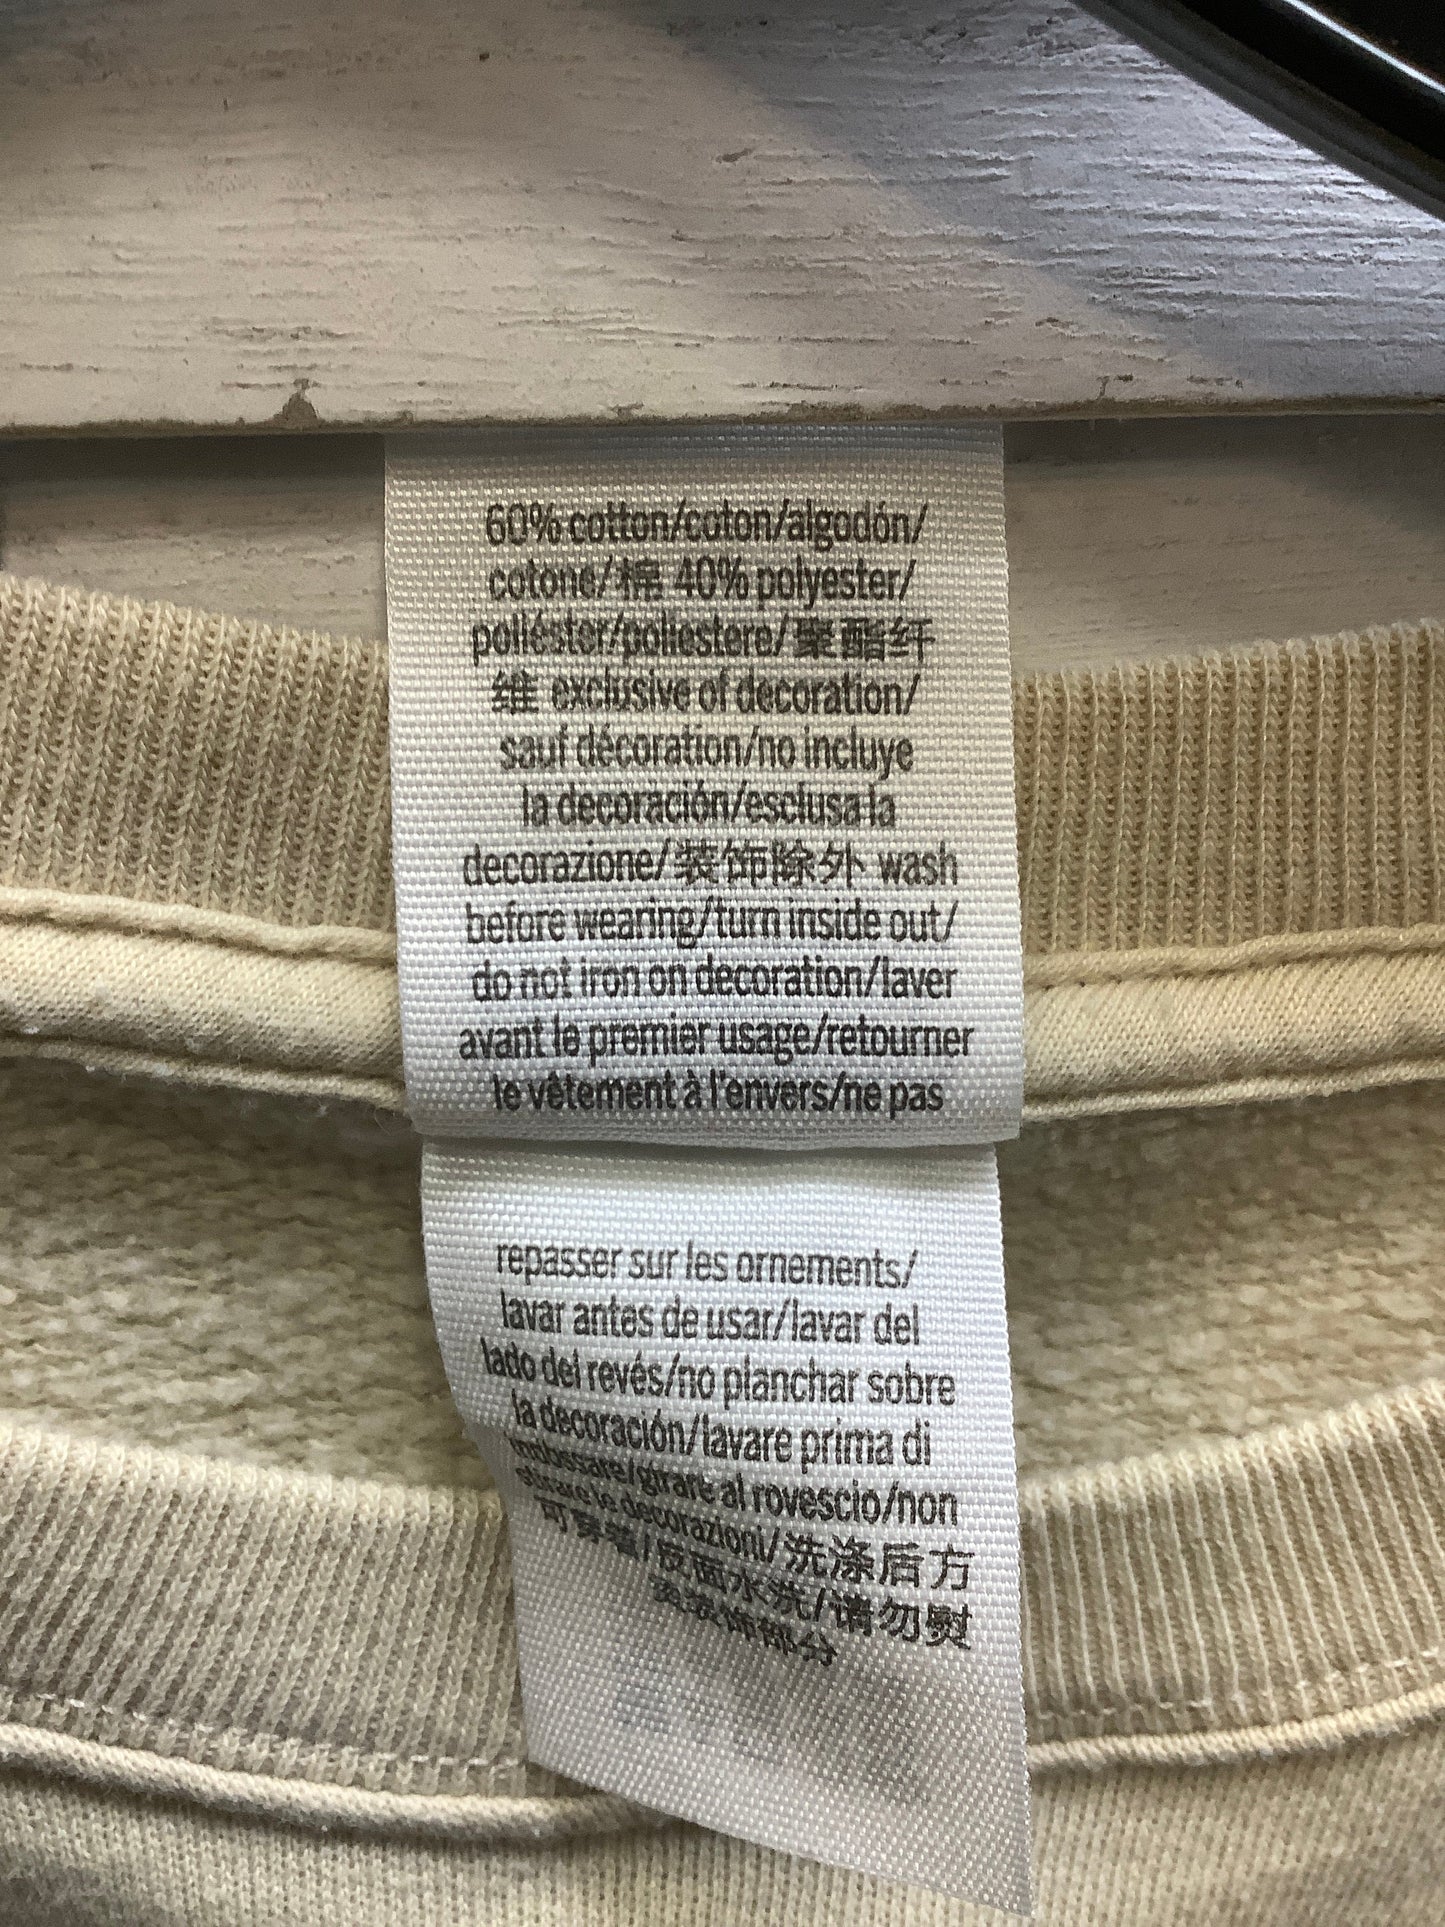 60% cotton/coton/algodón/
cotone/棉 40% polyester/
poliéster/poliestere/聚酯纤
维 exclusive of decoration/
sauf décoration/no incluye
la decoración/esclusa la
decorazione/装饰除外 wash
before wearing/turn inside out/
do not iron on decoration/laver
avant le premier usage/retourner
le vêtement à l'envers/ne pas
repasser sur les ornements/
lavar antes de usar/lavar del
lado del revés/no planchar sobre
la decoración/lavare prima di
indossare/girare al rovescio/non
stirare le decorazioni/洗涤后方
可穿着/反面水洗/请勿熨
烫装饰部分